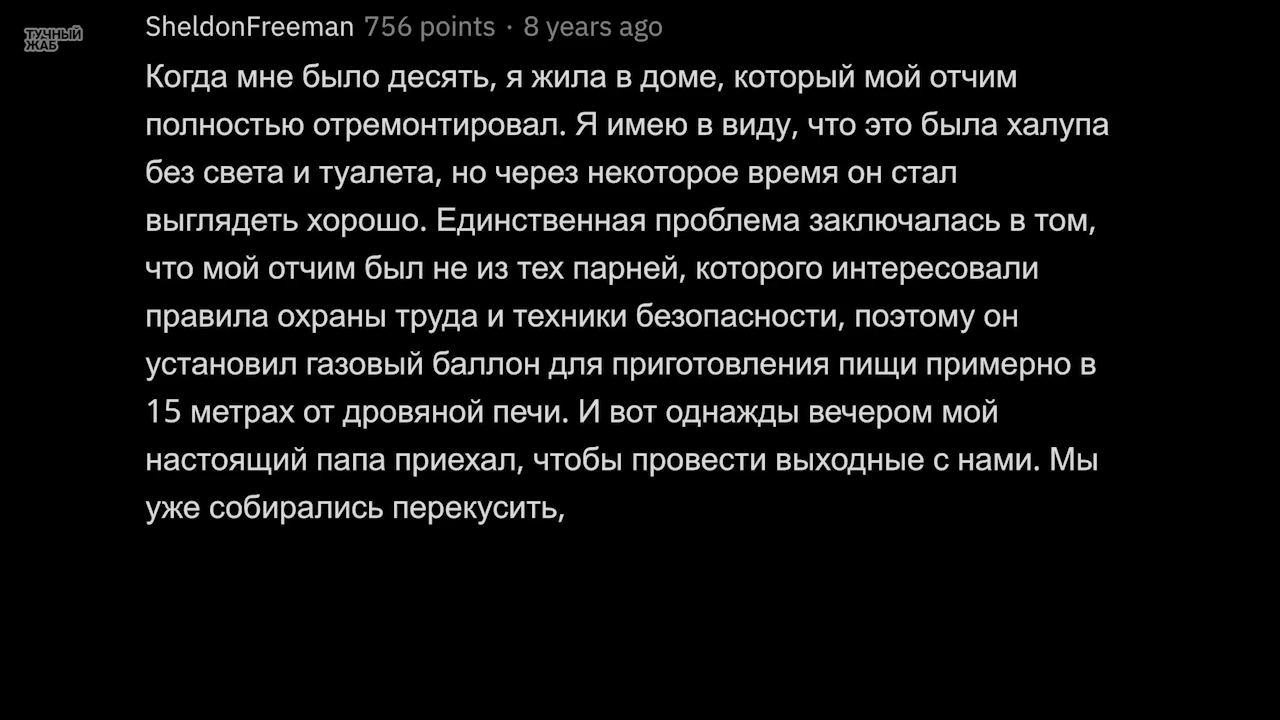 ТУЧНЫЙ
ЖАБ
SheldonFreeman 756 points · 8 years ago
Когда мне было десять, я жила в доме, который мой отчим
полностью отремонтировал. Я имею в виду, что это была халупа
без света и туалета, но через некоторое время он стал
выглядеть хорошо. Единственная проблема заключалась в том,
что мой отчим был не из тех парней, которого интересовали
правила охраны труда и техники безопасности, поэтому он
установил газовый баллон для приготовления пищи примерно в
15 метрах от дровяной печи. И вот однажды вечером мой
настоящий папа приехал, чтобы провести выходные с нами. Мы
уже собирались перекусить,